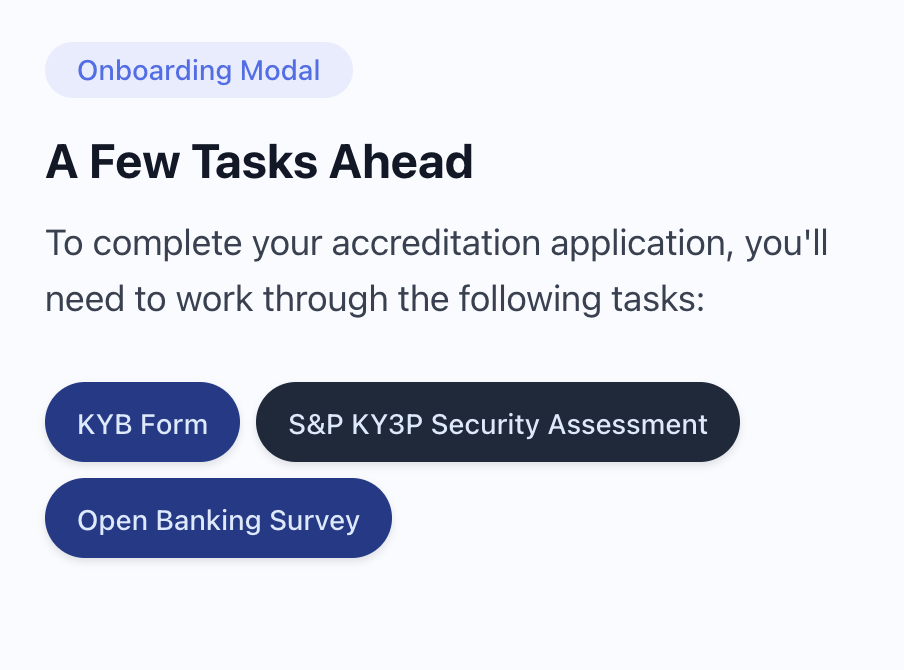 Onboarding Modal
A Few Tasks Ahead
To complete your accreditation application, you'll
need to work through the following tasks:
KYB Form
S&P KY3P Security Assessment
Open Banking Survey